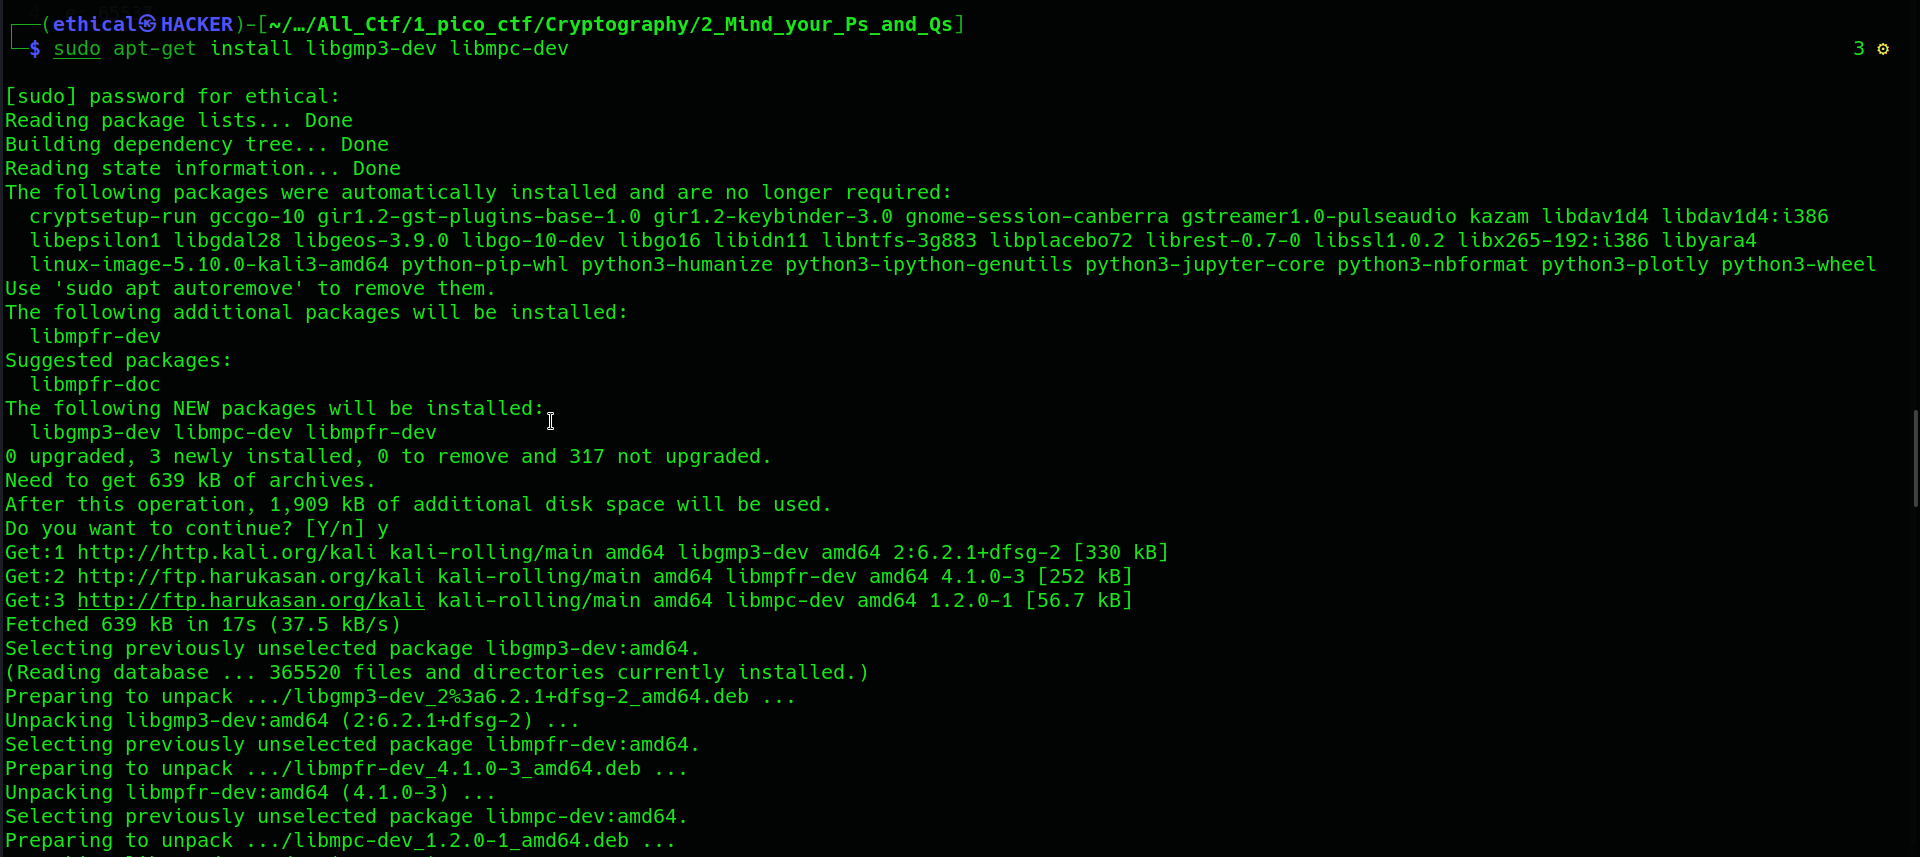 ┌──(ethical㉿HACKER)-[~/…/All_Ctf/1_pico_ctf/Cryptography/2_Mind_your_Ps_and_Qs]
└─$ sudo apt-get install libgmp3-dev libmpc-dev 3 ⚙
[sudo] password for ethical:
Reading package lists... Done
Building dependency tree... Done
Reading state information... Done
The following packages were automatically installed and are no longer required:
  cryptsetup-run gccgo-10 gir1.2-gst-plugins-base-1.0 gir1.2-keybinder-3.0 gnome-session-canberra gstreamer1.0-pulseaudio kazam libdav1d4 libdav1d4:i386
  libepsilon1 libgdal28 libgeos-3.9.0 libgo-10-dev libgo16 libidn11 libntfs-3g883 libplacebo72 librest-0.7-0 libssl1.0.2 libx265-192:i386 libyara4
  linux-image-5.10.0-kali3-amd64 python-pip-whl python3-humanize python3-ipython-genutils python3-jupyter-core python3-nbformat python3-plotly python3-wheel
Use 'sudo apt autoremove' to remove them.
The following additional packages will be installed:
  libmpfr-dev
Suggested packages:
  libmpfr-doc
The following NEW packages will be installed:
  libgmp3-dev libmpc-dev libmpfr-dev
0 upgraded, 3 newly installed, 0 to remove and 317 not upgraded.
Need to get 639 kB of archives.
After this operation, 1,909 kB of additional disk space will be used.
Do you want to continue? [Y/n] y
Get:1 http://http.kali.org/kali kali-rolling/main amd64 libgmp3-dev amd64 2:6.2.1+dfsg-2 [330 kB]
Get:2 http://ftp.harukasan.org/kali kali-rolling/main amd64 libmpfr-dev amd64 4.1.0-3 [252 kB]
Get:3 http://ftp.harukasan.org/kali kali-rolling/main amd64 libmpc-dev amd64 1.2.0-1 [56.7 kB]
Fetched 639 kB in 17s (37.5 kB/s)
Selecting previously unselected package libgmp3-dev:amd64.
(Reading database ... 365520 files and directories currently installed.)
Preparing to unpack .../libgmp3-dev_2%3a6.2.1+dfsg-2_amd64.deb ...
Unpacking libgmp3-dev:amd64 (2:6.2.1+dfsg-2) ...
Selecting previously unselected package libmpfr-dev:amd64.
Preparing to unpack .../libmpfr-dev_4.1.0-3_amd64.deb ...
Unpacking libmpfr-dev:amd64 (4.1.0-3) ...
Selecting previously unselected package libmpc-dev:amd64.
Preparing to unpack .../libmpc-dev_1.2.0-1_amd64.deb ...